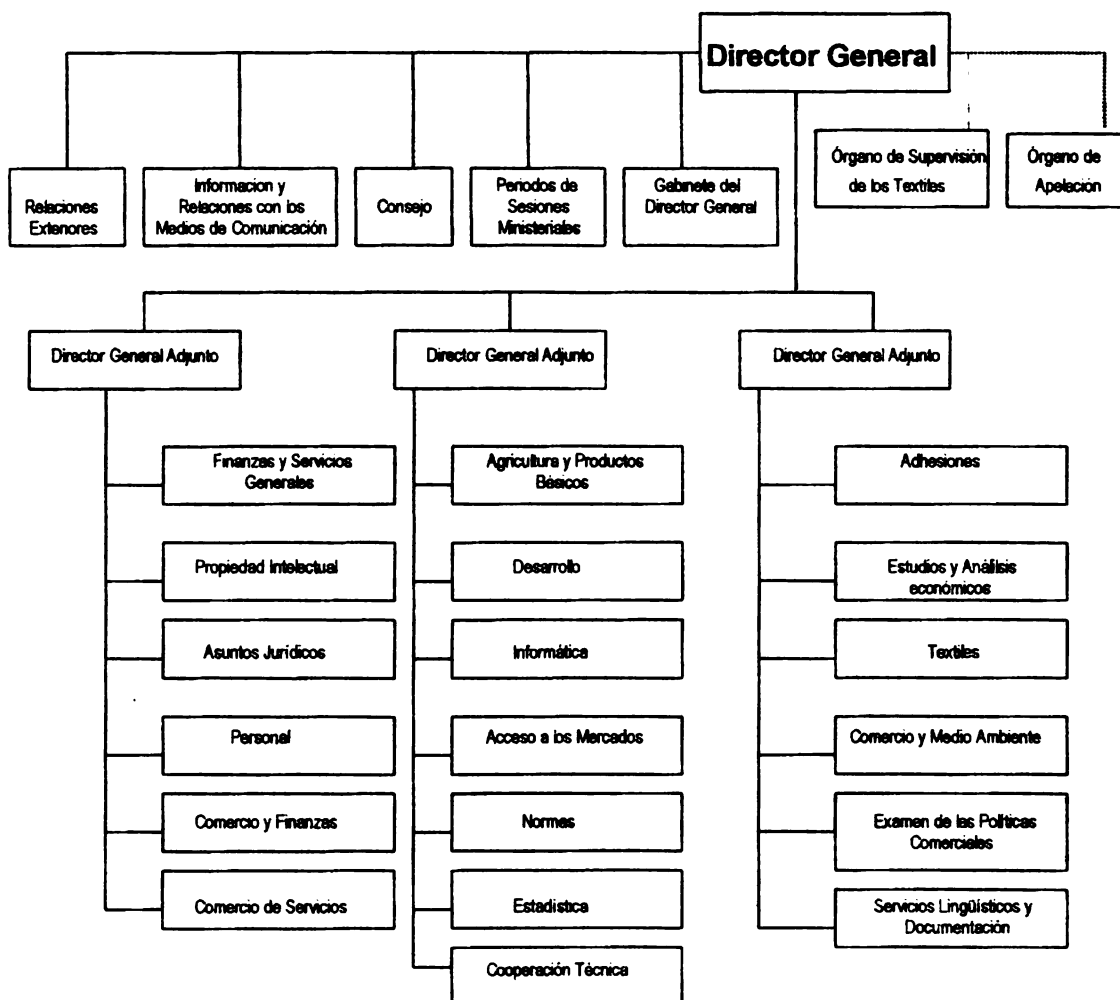 Director General
Órgano de Supervisión
de los Textiles
Órgano de
Apelación
Relaciones
Exteriores
Informacion y
Relaciones con los
Medios de Comunicación
Consejo
Periodos de
Sesiones
Ministeriales
Gabinete del
Director General
Director General Adjunto
Director General Adjunto
Director General Adjunto
Finanzas y Servicios
Generales
Propiedad Intelectual
Asuntos Jurídicos
Personal
Comercio y Finanzas
Comercio de Servicios
Agricultura y Productos
Básicos
Desarrollo
Informática
Acceso a los Mercados
Normas
Estadística
Cooperación Técnica
Adhesiones
Estudios y Análisis
económicos
Textiles
Comercio y Medio Ambiente
Examen de las Políticas
Comerciales
Servicios Lingüísticos y
Documentación